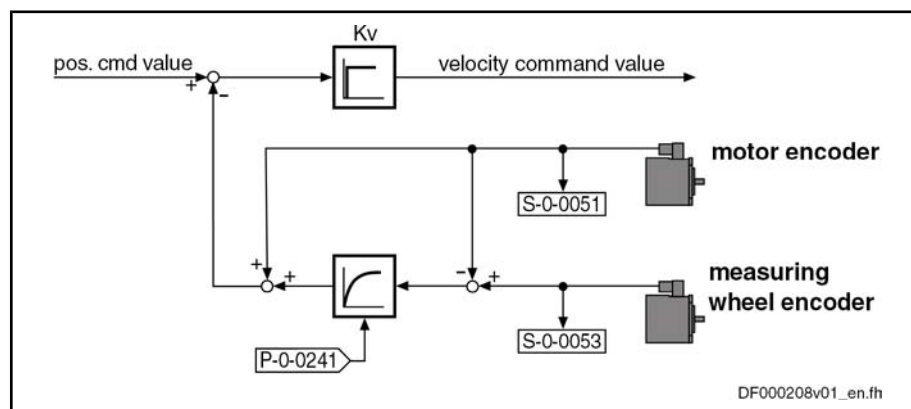 Kv
pos. cmd value
velocity command value
+
-
motor encoder
S-0-0051
+
+
-
+
measuring
wheel encoder
S-0-0053
P-0-0241
DF000208v01_en.fh